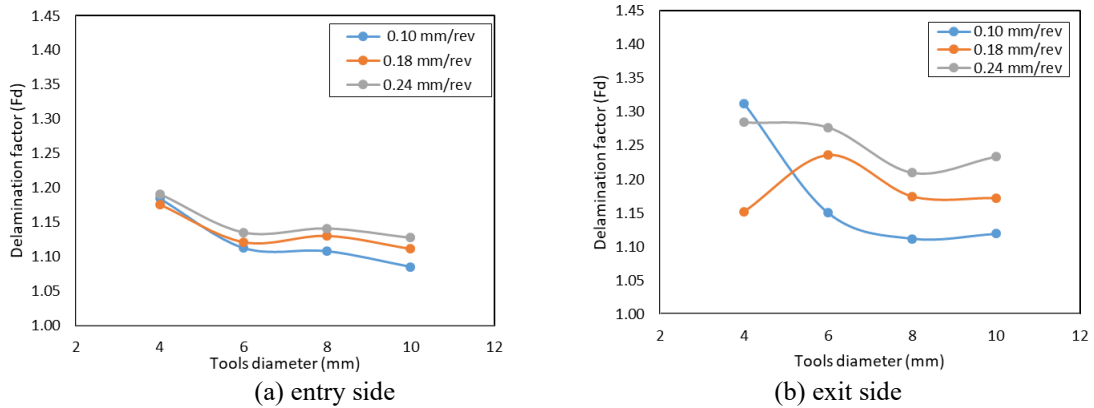 1.45
1.40
1.35
1.30
1.25
1.20
1.15
1.10
1.05
1.00
Delamination factor (Fd)
0.10 mm/rev
0.18 mm/rev
0.24 mm/rev
2 4 6 8 10 12
Tools diameter (mm)
(a) entry side
1.45
1.40
1.35
1.30
1.25
1.20
1.15
1.10
1.05
1.00
Delamination factor (Fd)
0.10 mm/rev
0.18 mm/rev
0.24 mm/rev
2 4 6 8 10 12
Tools diameter (mm)
(b) exit side